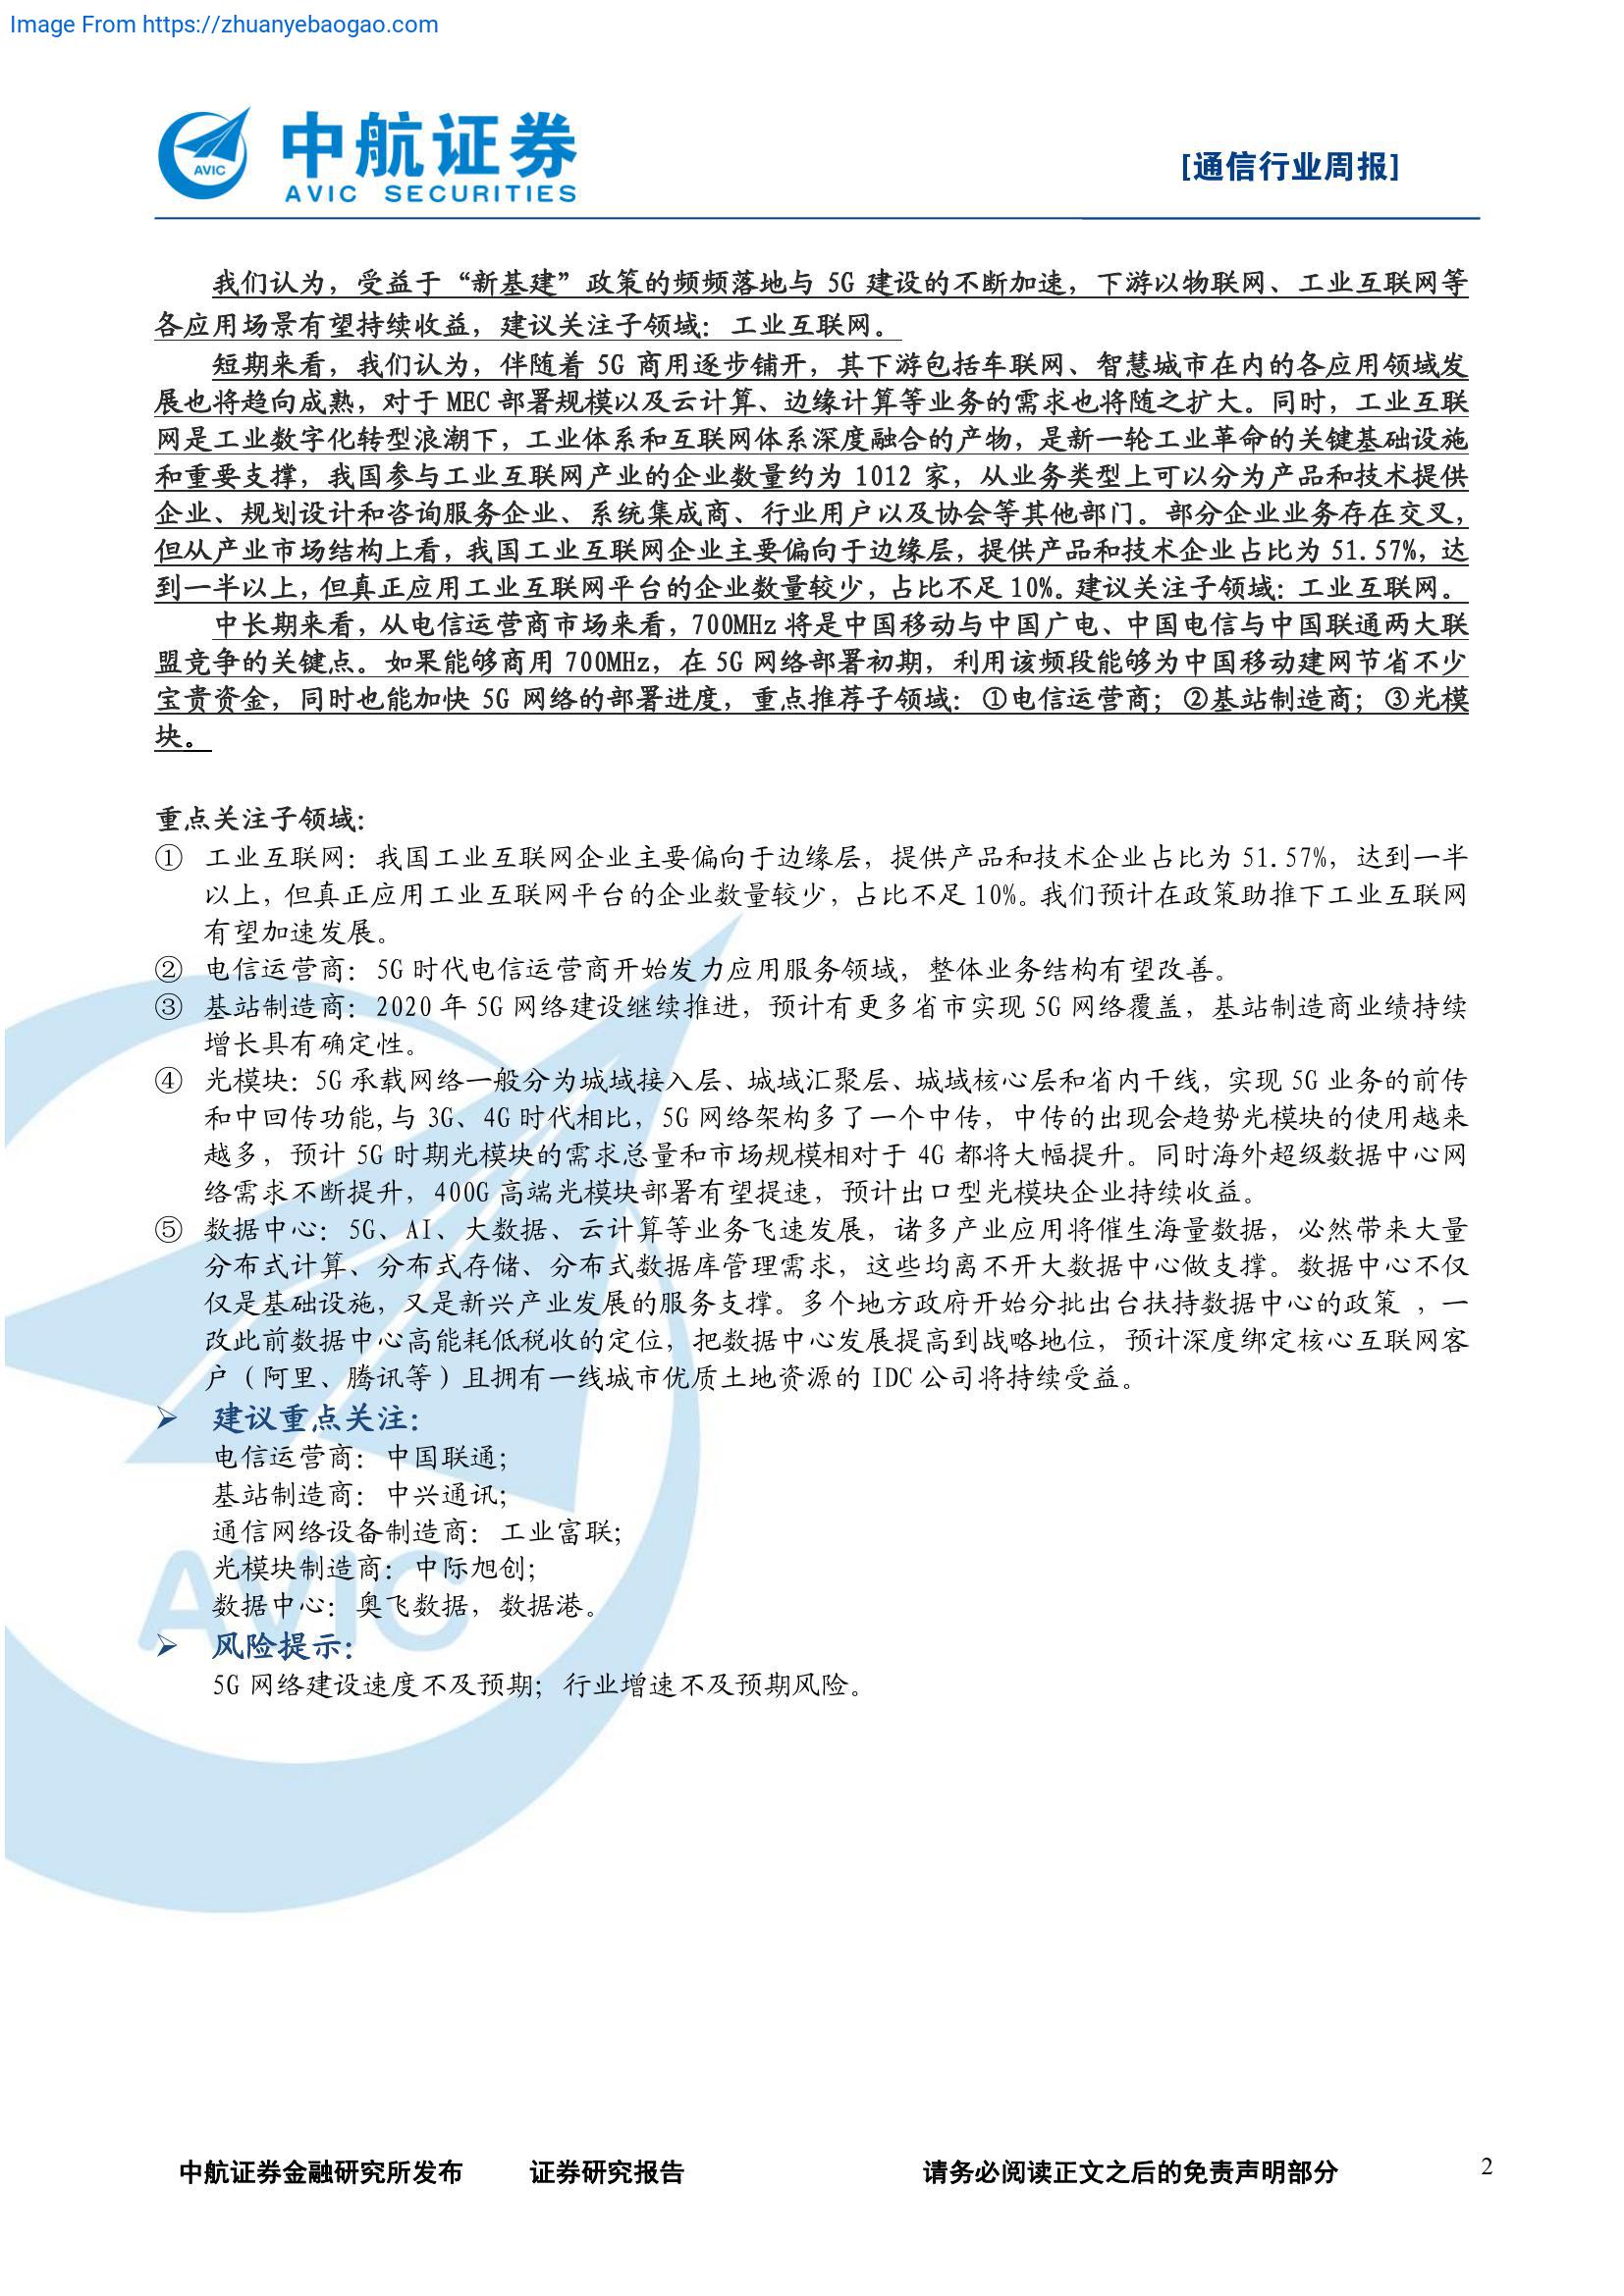 Image From https://zhuanyebaogao.com
中航证券
AVIC SECURITIES
AVIC
[通信行业周报]
我们认为，受益于“新基建”政策的频频落地与 5G 建设的不断加速，下游以物联网、工业互联网等
各应用场景有望持续收益，建议关注子领域：工业互联网。
短期来看，我们认为，伴随着 5G 商用逐步铺开，其下游包括车联网、智慧城市在内的各应用领域发
展也将趋向成熟，对于 MEC 部署规模以及云计算、边缘计算等业务的需求也将随之扩大。同时，工业互联
网是工业数字化转型浪潮下，工业体系和互联网体系深度融合的产物，是新一轮工业革命的关键基础设施
和重要支撑，我国参与工业互联网产业的企业数量约为 1012 家，从业务类型上可以分为产品和技术提供
企业、规划设计和咨询服务企业、系统集成商、行业用户以及协会等其他部门。部分企业业务存在交叉，
但从产业市场结构上看，我国工业互联网企业主要偏向于边缘层，提供产品和技术企业占比为 51.57%，达
到一半以上，但真正应用工业互联网平台的企业数量较少，占比不足 10%。建议关注子领域：工业互联网。
中长期来看，从电信运营商市场来看，700MHz 将是中国移动与中国广电、中国电信与中国联通两大联
盟竞争的关键点。如果能够商用 700MHz，在 5G 网络部署初期，利用该频段能够为中国移动建网节省不少
宝贵资金，同时也能加快 5G 网络的部署进度，重点推荐子领域：①电信运营商；②基站制造商；③光模
块。
重点关注子领域：
① 工业互联网：我国工业互联网企业主要偏向于边缘层，提供产品和技术企业占比为 51.57%，达到一半
以上，但真正应用工业互联网平台的企业数量较少，占比不足 10%。我们预计在政策助推下工业互联网
有望加速发展。
② 电信运营商：5G 时代电信运营商开始发力应用服务领域，整体业务结构有望改善。
③ 基站制造商：2020 年 5G 网络建设继续推进，预计有更多省市实现 5G 网络覆盖，基站制造商业绩持续
增长具有确定性。
④ 光模块：5G 承载网络一般分为城域接入层、城域汇聚层、城域核心层和省内干线，实现 5G 业务的前传
和中回传功能,与 3G、4G 时代相比，5G 网络架构多了一个中传，中传的出现会趋势光模块的使用越来
越多，预计 5G 时期光模块的需求总量和市场规模相对于 4G 都将大幅提升。同时海外超级数据中心网
络需求不断提升，400G 高端光模块部署有望提速，预计出口型光模块企业持续收益。
⑤ 数据中心：5G、AI、大数据、云计算等业务飞速发展，诸多产业应用将催生海量数据，必然带来大量
分布式计算、分布式存储、分布式数据库管理需求，这些均离不开大数据中心做支撑。数据中心不仅
仅是基础设施，又是新兴产业发展的服务支撑。多个地方政府开始分批出台扶持数据中心的政策 ，一
改此前数据中心高能耗低税收的定位，把数据中心发展提高到战略地位，预计深度绑定核心互联网客
户（阿里、腾讯等）且拥有一线城市优质土地资源的 IDC 公司将持续受益。
➢ 建议重点关注：
电信运营商：中国联通；
基站制造商：中兴通讯；
通信网络设备制造商：工业富联；
光模块制造商：中际旭创；
数据中心：奥飞数据，数据港。
➢ 风险提示：
5G 网络建设速度不及预期；行业增速不及预期风险。
AVIC
中航证券金融研究所发布 证券研究报告 请务必阅读正文之后的免责声明部分 2